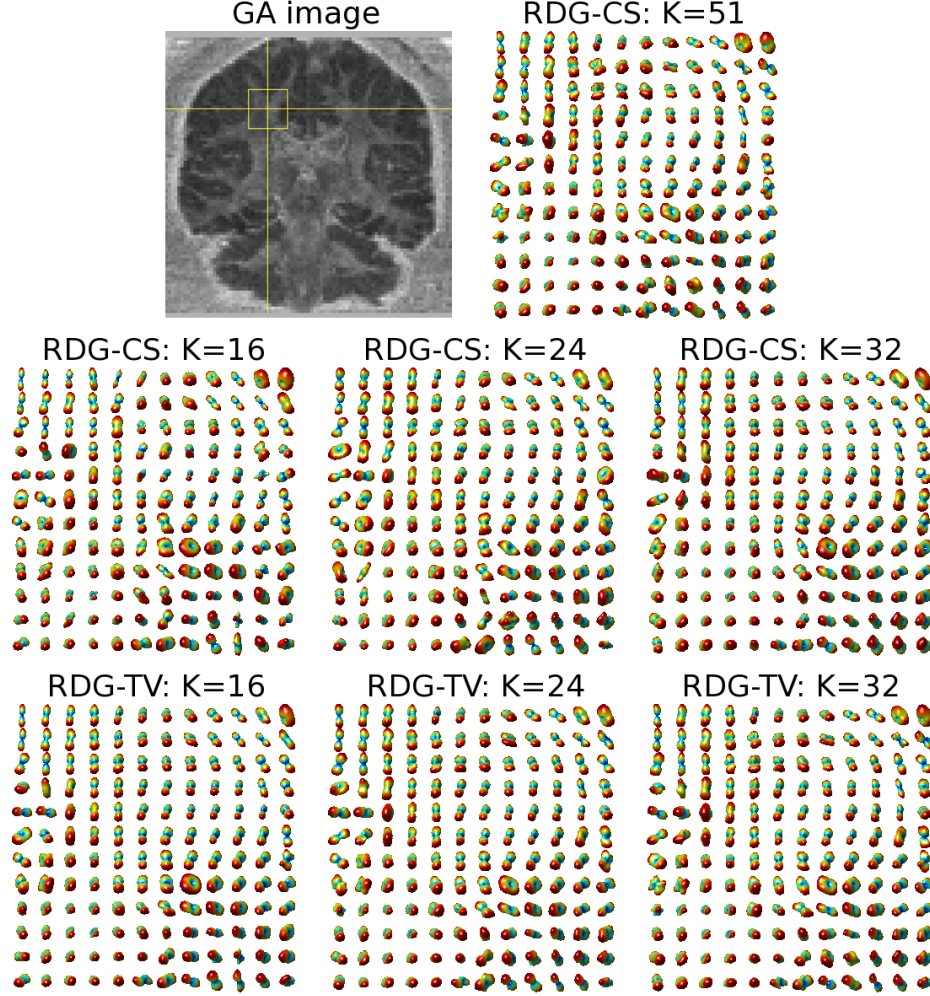 GA image
RDG-CS: K=51
RDG-CS: K=16
RDG-CS: K=24
RDG-CS: K=32
RDG-TV: K=16
RDG-TV: K=24
RDG-TV: K=32